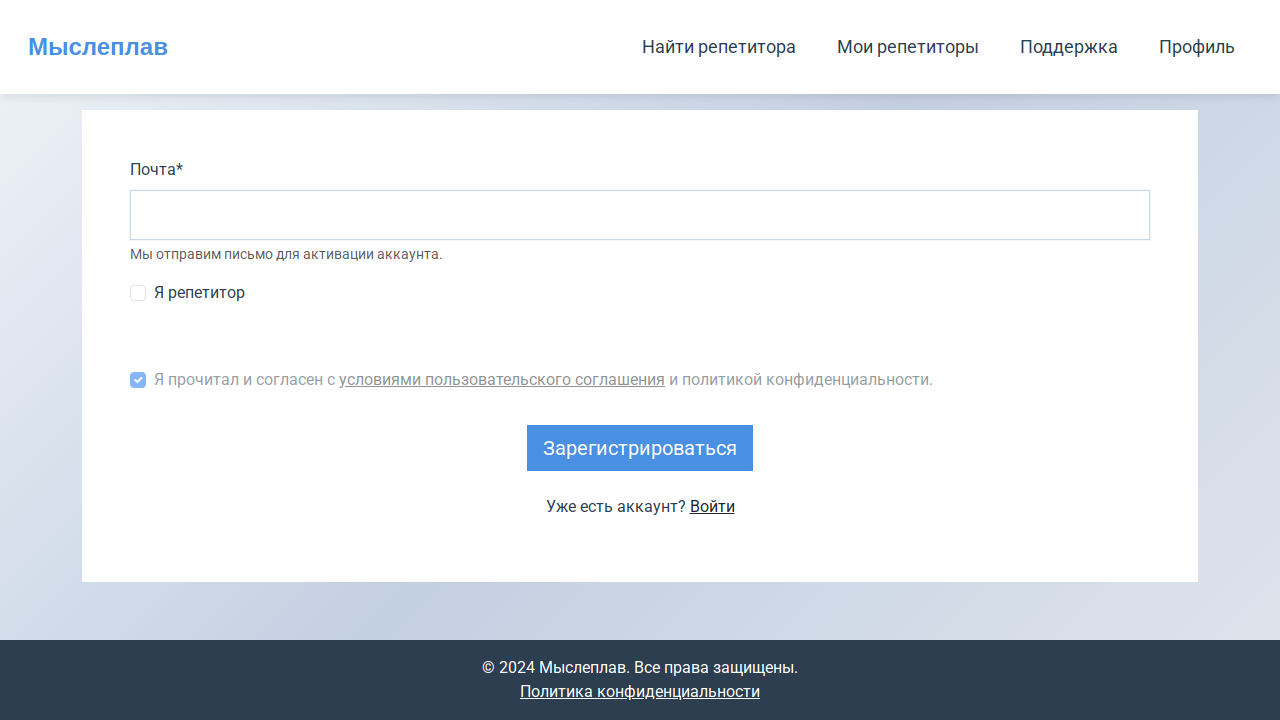 Мыслеплав
Найти репетитора
Мои репетиторы
Поддержка
Профиль
Почта*
Мы отправим письмо для активации аккаунта.
Я репетитор
Я прочитал и согласен с условиями пользовательского соглашения и политикой конфиденциальности.
Зарегистрироваться
Уже есть аккаунт? Войти
© 2024 Мыслеплав. Все права защищены.
Политика конфиденциальности